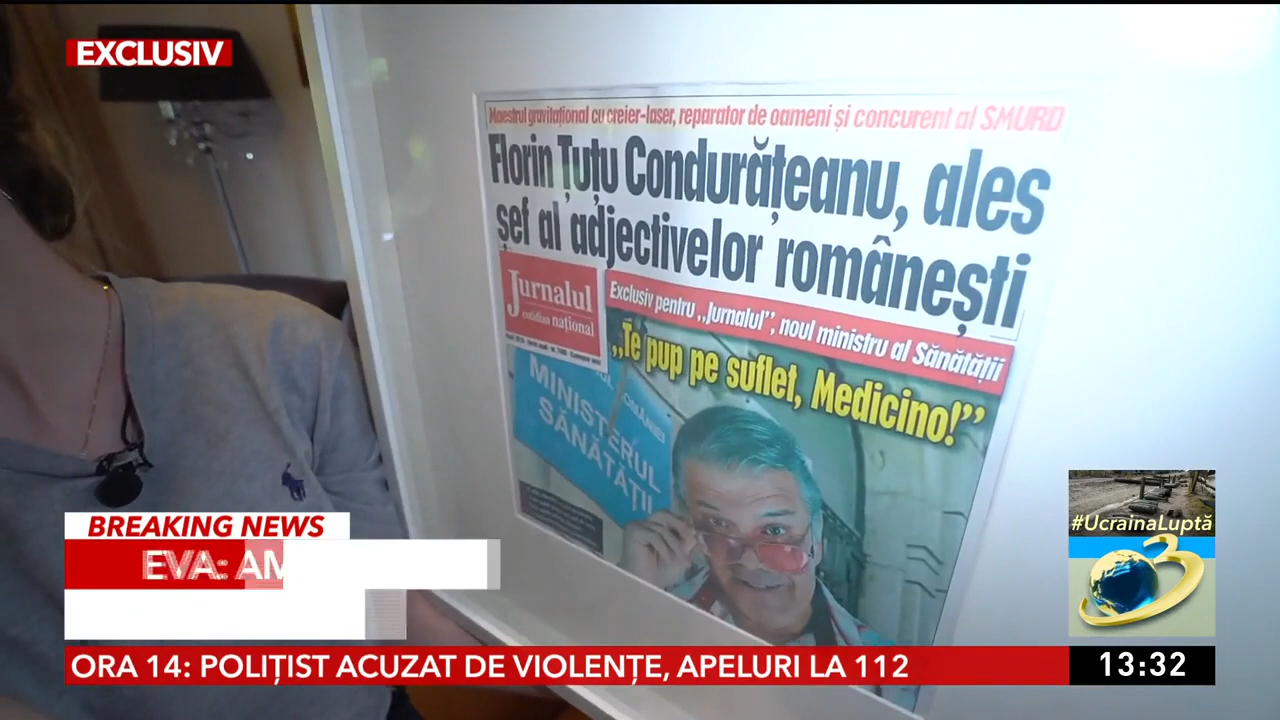 EXCLUSIV
Maestrul gravitațional cu creier-laser, reparator de oameni și concurent al SMURD
Florin Țuțu Condurățeanu, ales
șef al adjectivelor românești
Jurnalul
cotidian național
Exclusiv pentru „Jurnalul”, noul ministru al Sănătății
„Te pup pe suflet, Medicino!”
MINISTERUL
SĂNĂTĂȚII
#UcrainaLuptă
3
BREAKING NEWS
EVA: AM
ORA 14: POLIȚIST ACUZAT DE VIOLENȚE, APELURI LA 112
13:32